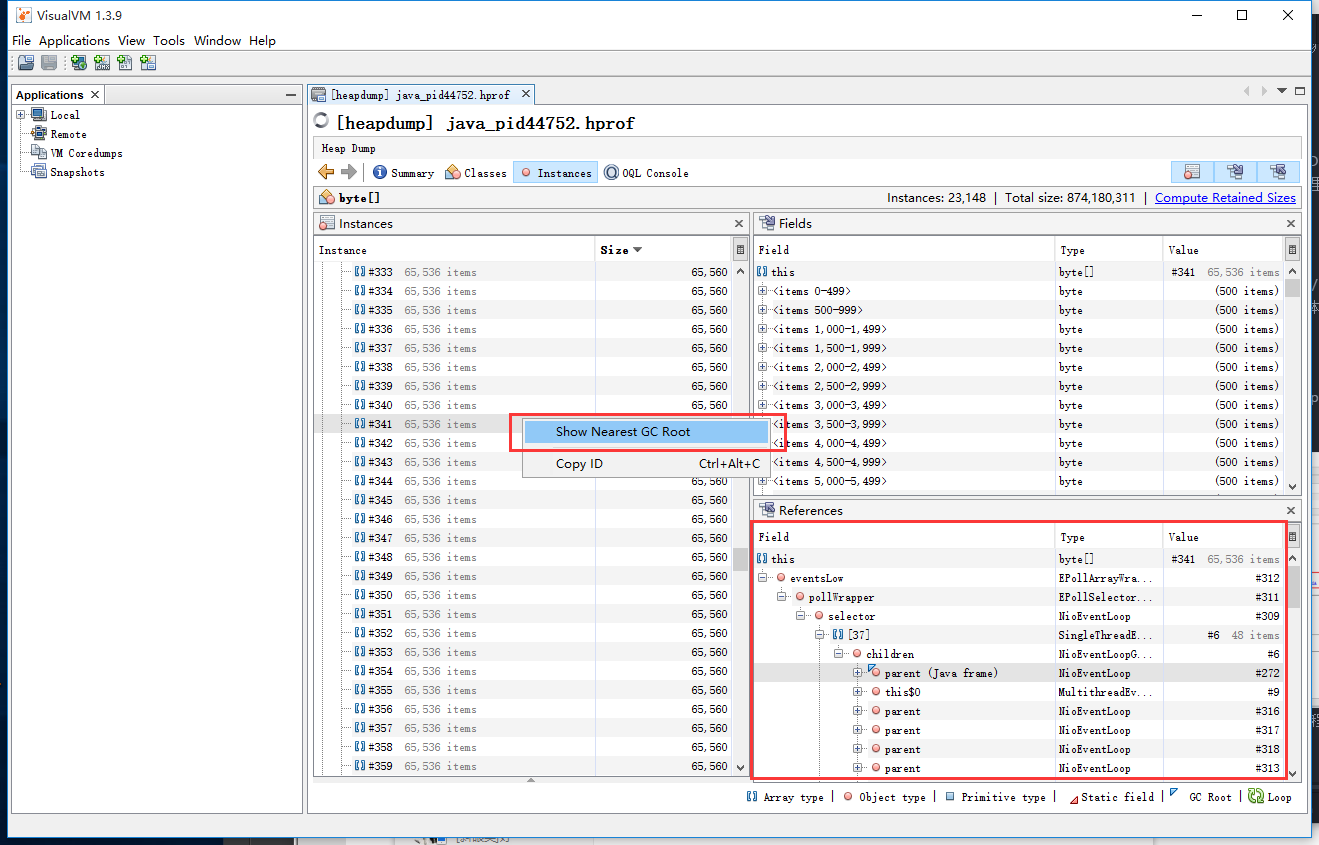 VisualVM 1.3.9
File Applications View Tools Window Help
Applications
Local
Remote
VM Coredumps
Snapshots
[heapdump] java_pid44752.hprof
[heapdump] java_pid44752.hprof
Heap Dump
Summary Classes Instances OQL Console
byte[] Instances: 23,148 | Total size: 874,180,311 | Compute Retained Sizes
Instances
Instance Size
#333 65,536 items 65,560
#334 65,536 items 65,560
#335 65,536 items 65,560
#336 65,536 items 65,560
#337 65,536 items 65,560
#338 65,536 items 65,560
#339 65,536 items 65,560
#340 65,536 items 65,560
#341 65,536 items
#342 65,536 items
#343 65,536 items
#344 65,536 items 65,560
#345 65,536 items 65,560
#346 65,536 items 65,560
#347 65,536 items 65,560
#348 65,536 items 65,560
#349 65,536 items 65,560
#350 65,536 items 65,560
#351 65,536 items 65,560
#352 65,536 items 65,560
#353 65,536 items 65,560
#354 65,536 items 65,560
#355 65,536 items 65,560
#356 65,536 items 65,560
#357 65,536 items 65,560
#358 65,536 items 65,560
#359 65,536 items 65,560
Show Nearest GC Root
Copy ID Ctrl+Alt+C
Fields
Field Type Value
this byte[] #341 65,536 items
<items 0-499> byte (500 items)
<items 500-999> byte (500 items)
<items 1,000-1,499> byte (500 items)
<items 1,500-1,999> byte (500 items)
<items 2,000-2,499> byte (500 items)
<items 2,500-2,999> byte (500 items)
<items 3,000-3,499> byte (500 items)
<items 3,500-3,999> byte (500 items)
<items 4,000-4,499> byte (500 items)
<items 4,500-4,999> byte (500 items)
<items 5,000-5,499> byte (500 items)
References
Field Type Value
this byte[] #341 65,536 items
eventsLow EPollArrayWra... #312
pollWrapper EPollSelector... #311
selector NioEventLoop #309
[37] SingleThreadE... #6 48 items
children NioEventLoopG... #6
parent (Java frame) NioEventLoop #272
this$0 MultithreadEv... #9
parent NioEventLoop #316
parent NioEventLoop #317
parent NioEventLoop #318
parent NioEventLoop #313
Array type | Object type | Primitive type | Static field | GC Root | Loop